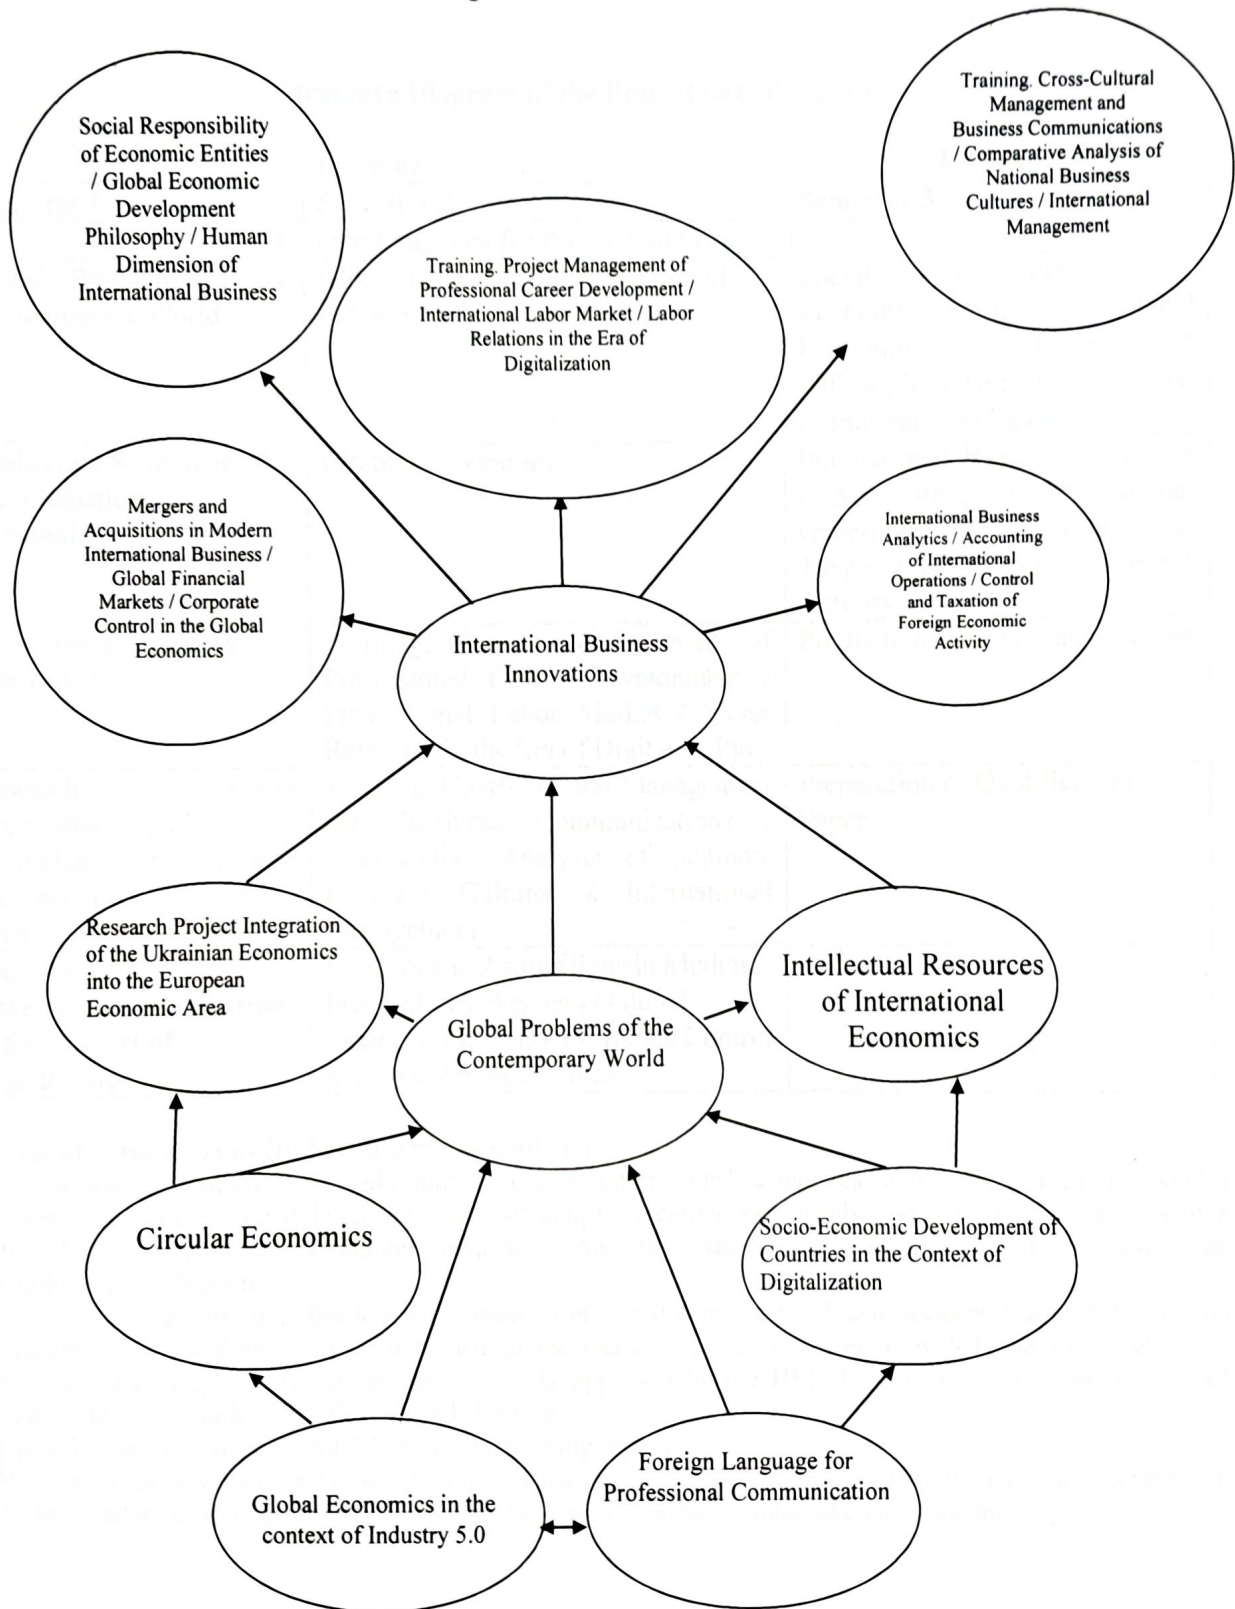 Social Responsibility
of Economic Entities
/ Global Economic
Development
Philosophy / Human
Dimension of
International Business
Training. Project Management of
Professional Career Development /
International Labor Market / Labor
Relations in the Era of
Digitalization
Training. Cross-Cultural
Management and
Business Communications
/ Comparative Analysis of
National Business
Cultures / International
Management
Mergers and
Acquisitions in Modern
International Business /
Global Financial
Markets / Corporate
Control in the Global
Economics
International Business
Innovations
International Business
Analytics / Accounting
of International
Operations / Control
and Taxation of
Foreign Economic
Activity
Research Project Integration
of the Ukrainian Economics
into the European
Economic Area
Global Problems of the
Contemporary World
Intellectual Resources
of International
Economics
Circular Economics
Socio-Economic Development of
Countries in the Context of
Digitalization
Global Economics in the
context of Industry 5.0
Foreign Language for
Professional Communication